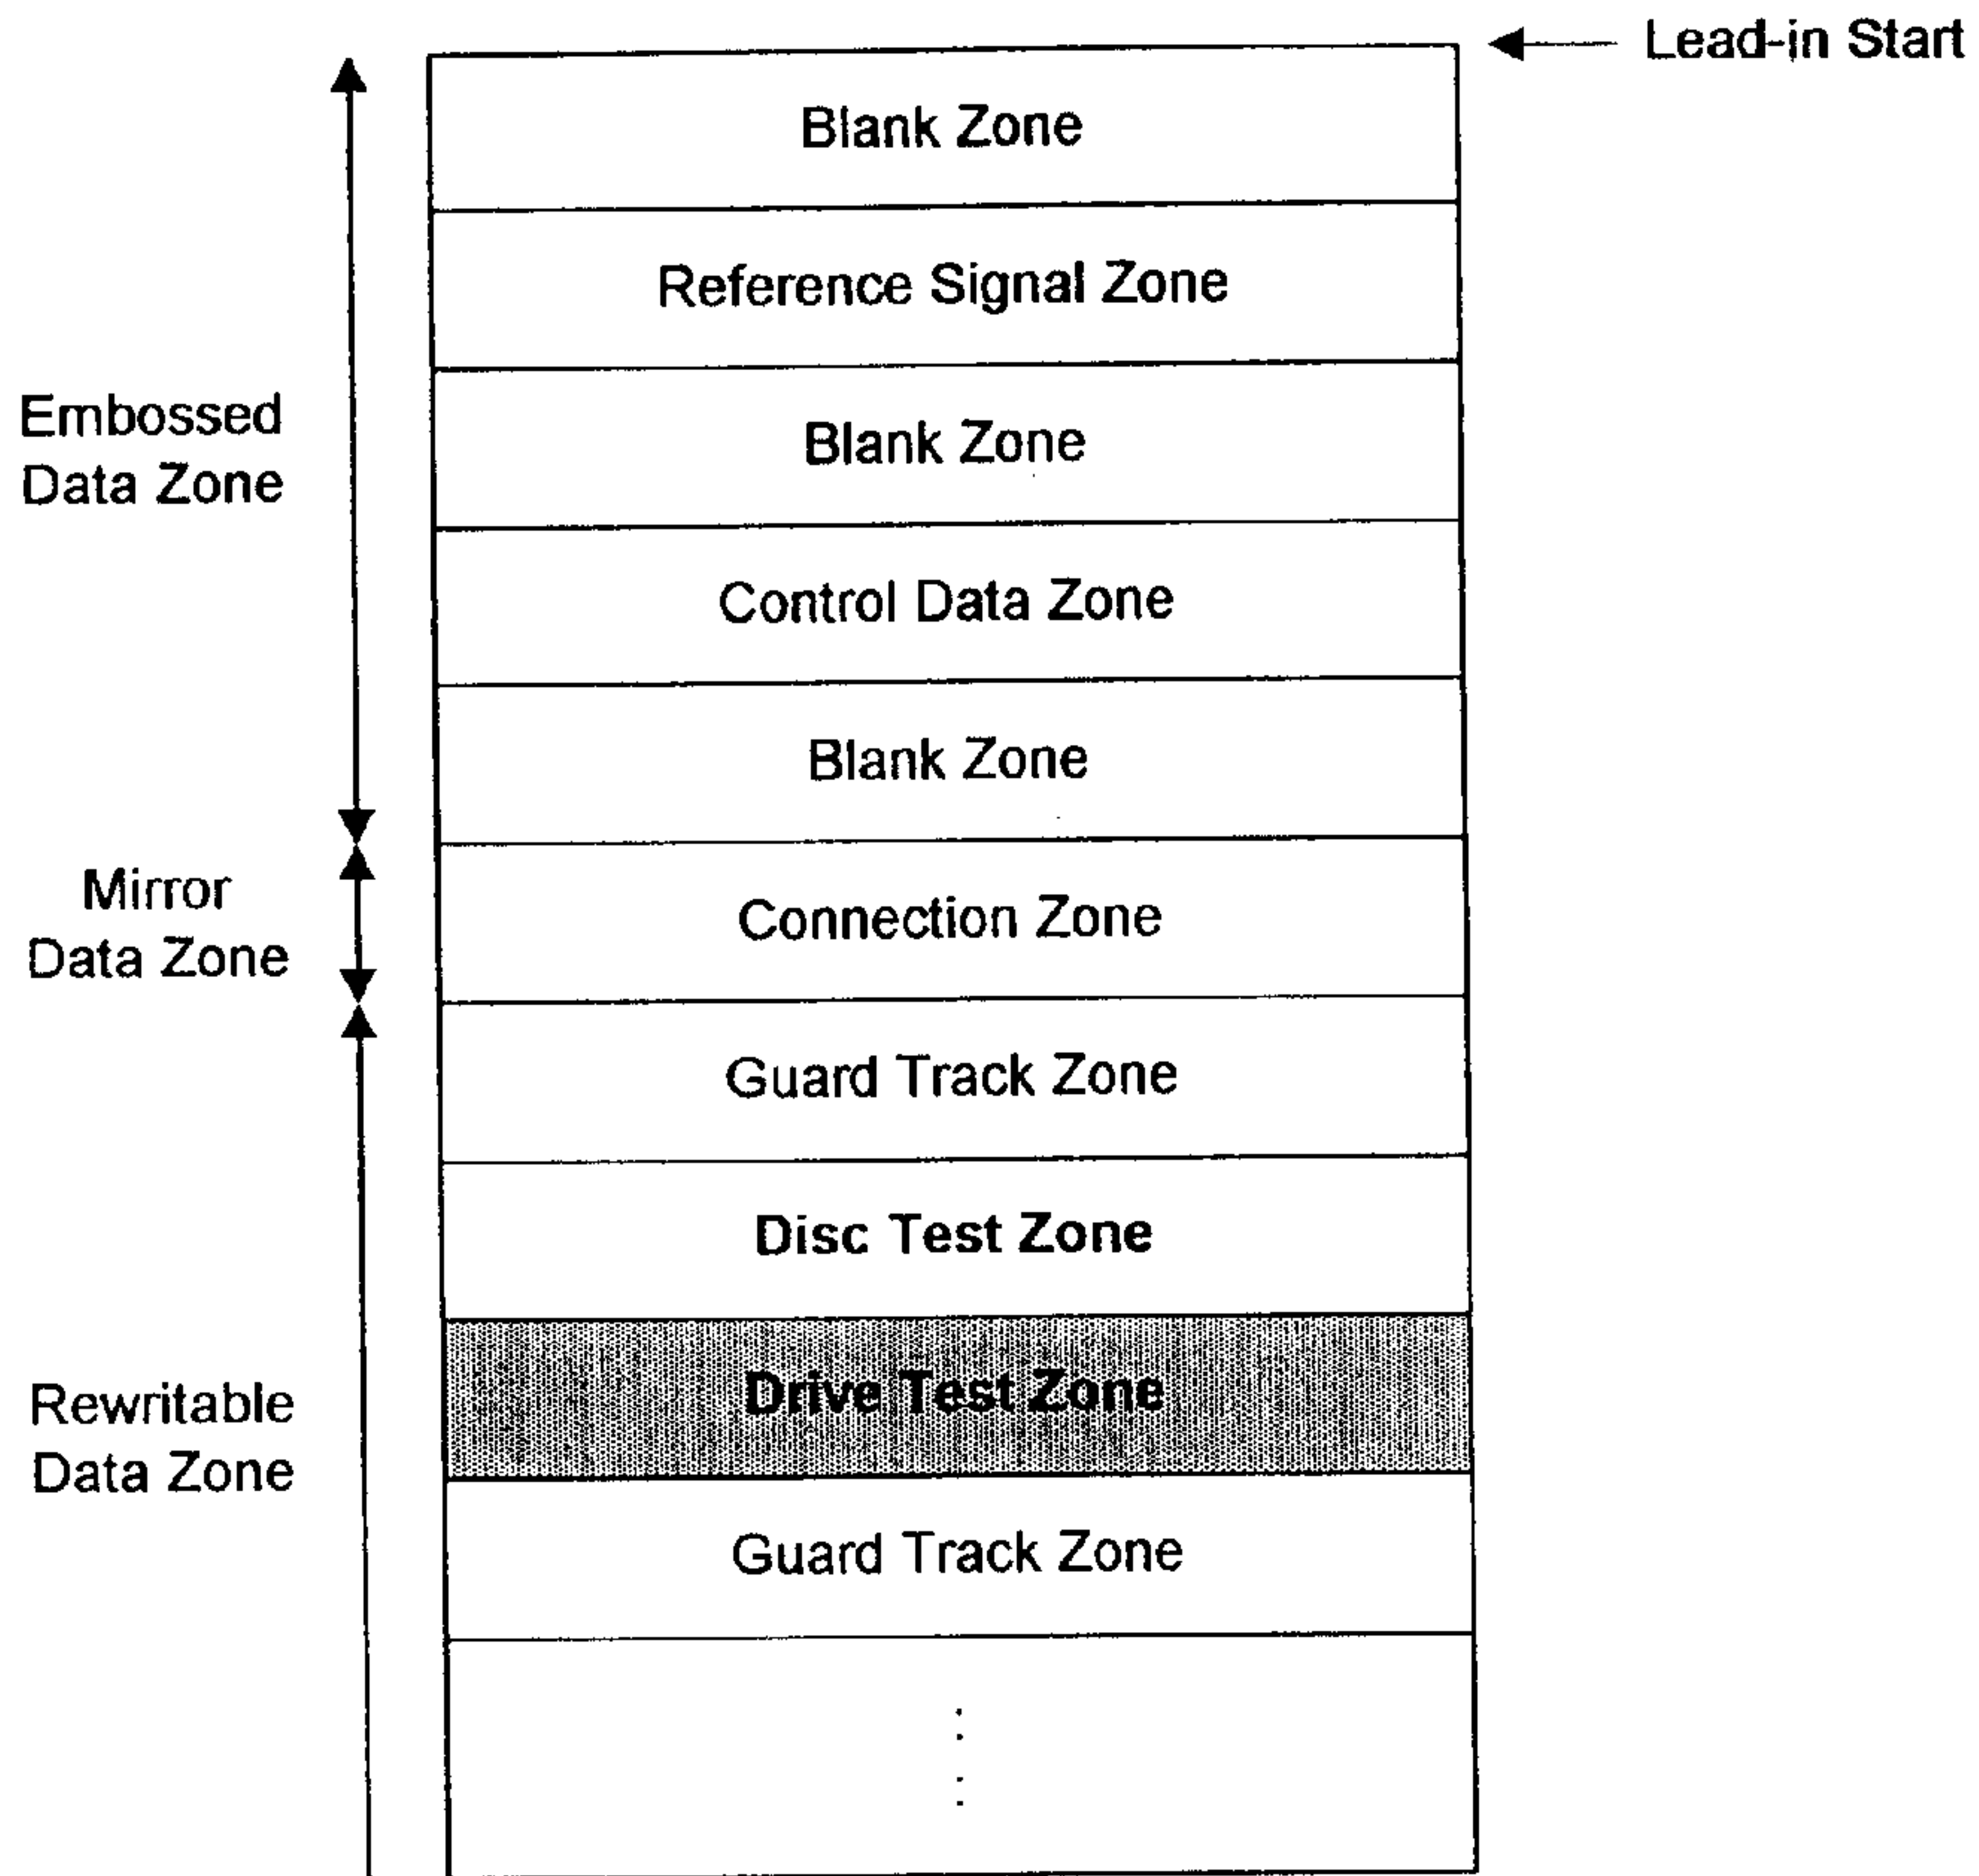 Lead-in Start
Blank Zone
Reference Signal Zone
Embossed
Data Zone
Blank Zone
Control Data Zone
Blank Zone
Mirror
Data Zone
Connection Zone
Guard Track Zone
Disc Test Zone
Rewritable
Data Zone
Drive Test Zone
Guard Track Zone